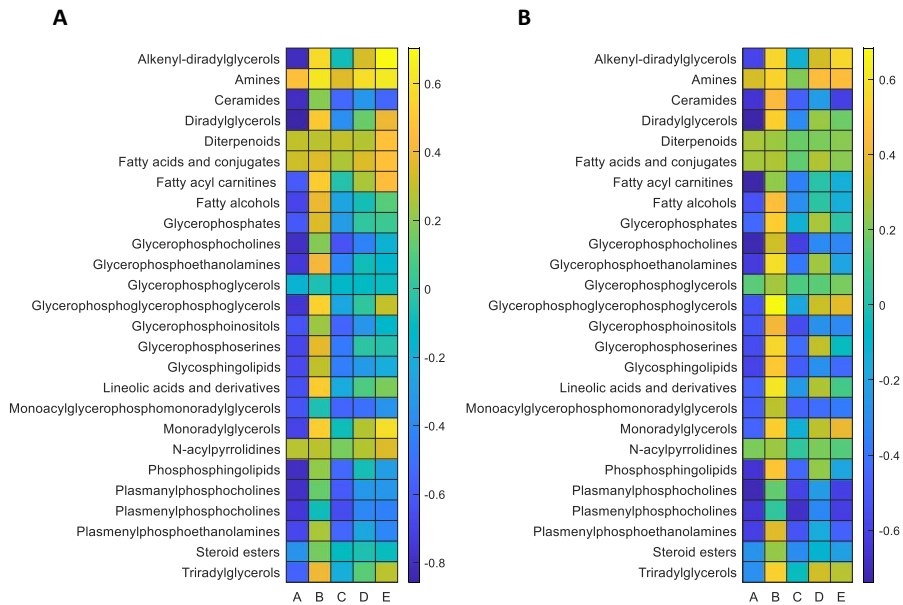 A
B
Alkenyl-diradylglycerols
Amines
Ceramides
Diradylglycerols
Diterpenoids
Fatty acids and conjugates
Fatty acyl carnitines
Fatty alcohols
Glycerophosphates
Glycerophosphocholines
Glycerophosphoethanolamines
Glycerophosphoglycerols
Glycerophosphoglycerophosphoglycerols
Glycerophosphoinositols
Glycerophosphoserines
Glycosphingolipids
Lineolic acids and derivatives
Monoacylglycerophosphomonoradylglycerols
Monoradylglycerols
N-acylpyrrolidines
Phosphosphingolipids
Plasmanylphosphocholines
Plasmenylphosphocholines
Plasmenylphosphoethanolamines
Steroid esters
Triradylglycerols
A B C D E
0.6
0.4
0.2
0
-0.2
-0.4
-0.6
-0.8
Alkenyl-diradylglycerols
Amines
Ceramides
Diradylglycerols
Diterpenoids
Fatty acids and conjugates
Fatty acyl carnitines
Fatty alcohols
Glycerophosphates
Glycerophosphocholines
Glycerophosphoethanolamines
Glycerophosphoglycerols
Glycerophosphoglycerophosphoglycerols
Glycerophosphoinositols
Glycerophosphoserines
Glycosphingolipids
Lineolic acids and derivatives
Monoacylglycerophosphomonoradylglycerols
Monoradylglycerols
N-acylpyrrolidines
Phosphosphingolipids
Plasmanylphosphocholines
Plasmenylphosphocholines
Plasmenylphosphoethanolamines
Steroid esters
Triradylglycerols
A B C D E
0.6
0.4
0.2
0
-0.2
-0.4
-0.6